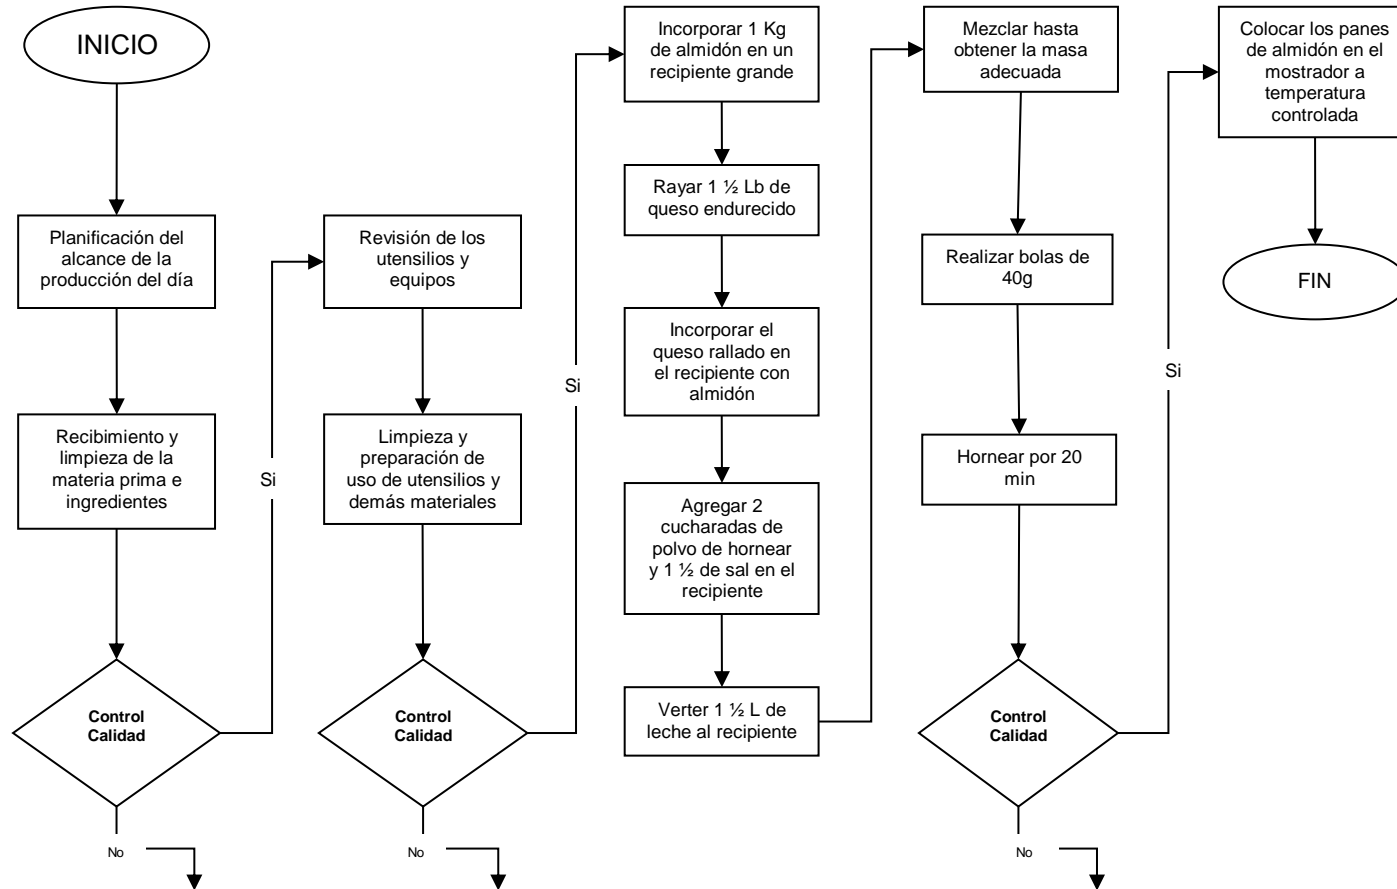 INICIO
Planificación del
alcance de la
producción del día
Recibimiento y
limpieza de la
materia prima e
ingredientes
Control
Calidad
No
Si
Revisión de los
utensilios y
equipos
Limpieza y
preparación de
uso de utensilios y
demás materiales
Control
Calidad
No
Si
Incorporar 1 Kg
de almidón en un
recipiente grande
Rayar 1 ½ Lb de
queso endurecido
Incorporar el
queso rallado en
el recipiente con
almidón
Agregar 2
cucharadas de
polvo de hornear
y 1 ½ de sal en el
recipiente
Verter 1 ½ L de
leche al recipiente
Mezclar hasta
obtener la masa
adecuada
Realizar bolas de
40g
Hornear por 20
min
Control
Calidad
No
Si
Colocar los panes
de almidón en el
mostrador a
temperatura
controlada
FIN